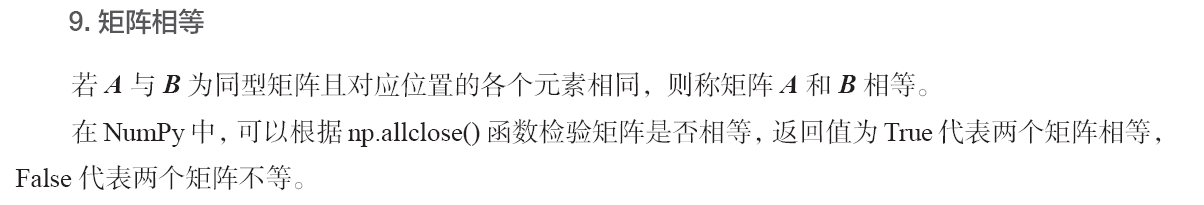 9. 矩阵相等
若 A 与 B 为同型矩阵且对应位置的各个元素相同，则称矩阵 A 和 B 相等。
在 NumPy 中，可以根据 np.allclose() 函数检验矩阵是否相等，返回值为 True 代表两个矩阵相等，
False 代表两个矩阵不等。